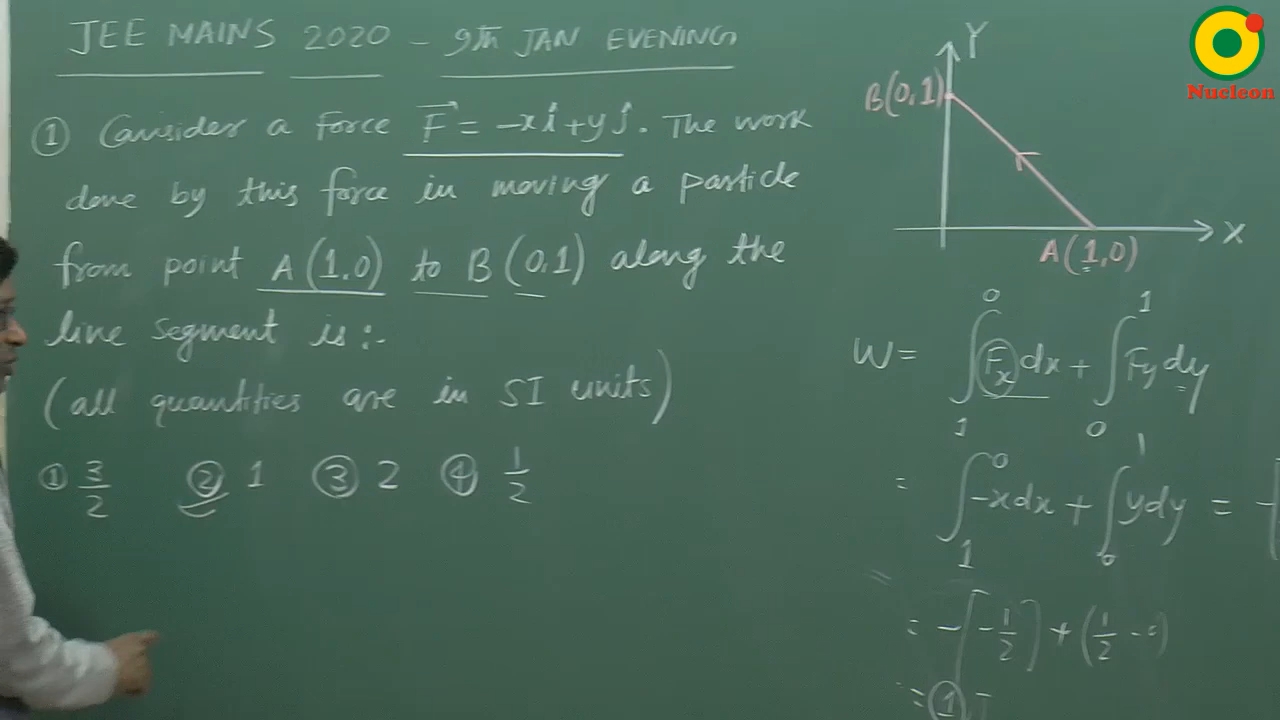 JEE MAINS 2020 – 9th JAN EVENING
① Consider a Force F⃗ = -xî + yĵ. The work
done by this force in moving a particle
from point A(1,0) to B(0,1) along the
line segment is:-
(all quantities are in SI units)
① 3/2 ② 1 ③ 2 ④ 1/2
Y
B(0,1)
X
A(1,0)
W = ∫₁⁰ Fₓ dx + ∫₀¹ Fy dy
= ∫₁⁰ -x dx + ∫₀¹ y dy = -[
= -[-1/2] + (1/2 - 0)
= ① J
Nucleon